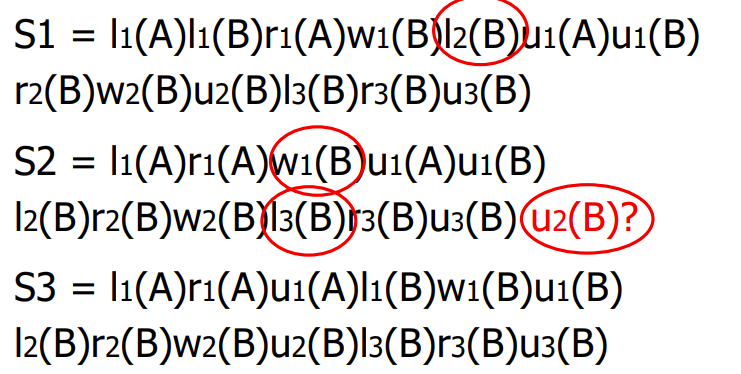 S1 = l1(A)l1(B)r1(A)w1(B)l2(B)u1(A)u1(B)
r2(B)w2(B)u2(B)l3(B)r3(B)u3(B)
S2 = l1(A)r1(A)w1(B)u1(A)u1(B)
l2(B)r2(B)w2(B)l3(B)r3(B)u3(B) u2(B)?
S3 = l1(A)r1(A)u1(A)l1(B)w1(B)u1(B)
l2(B)r2(B)w2(B)u2(B)l3(B)r3(B)u3(B)